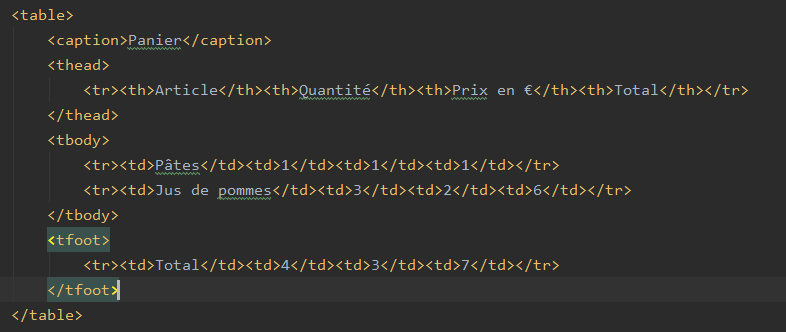 <table>
<caption>Panier</caption>
<thead>
<tr><th>Article</th><th>Quantité</th><th>Prix en €</th><th>Total</th></tr>
</thead>
<tbody>
<tr><td>Pâtes</td><td>1</td><td>1</td><td>1</td></tr>
<tr><td>Jus de pommes</td><td>3</td><td>2</td><td>6</td></tr>
</tbody>
<tfoot>
<tr><td>Total</td><td>4</td><td>3</td><td>7</td></tr>
</tfoot>
</table>